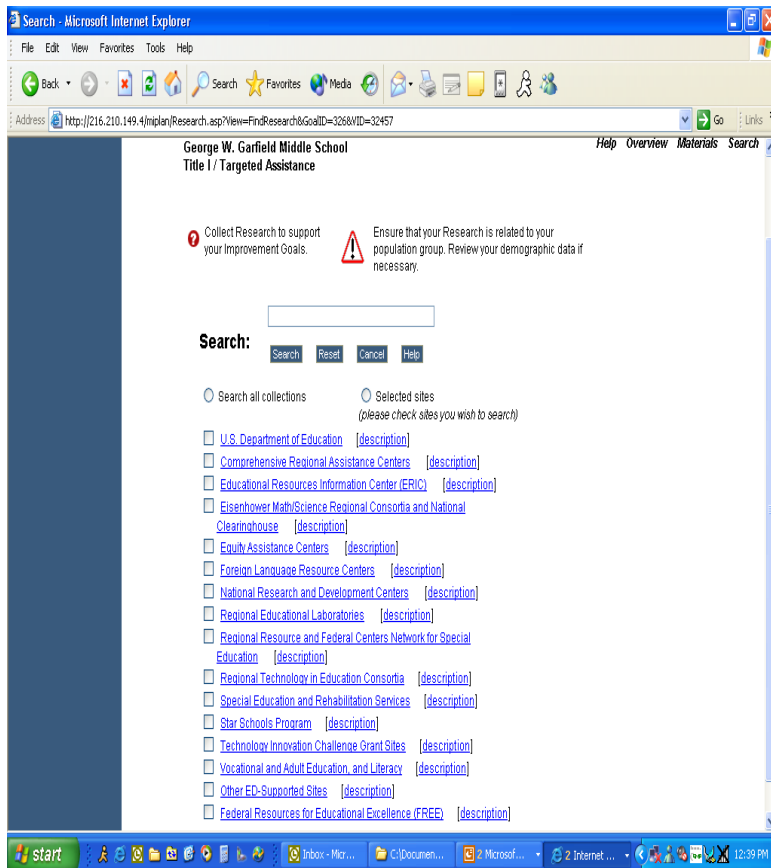 Search - Microsoft Internet Explorer
File Edit View Favorites Tools Help
Back Search Favorites Media
Address http://216.210.149.4/miplan/Research.asp?View=FindResearch&GoalID=326&VID=32457 Go Links
George W. Garfield Middle School
Title I / Targeted Assistance
Help Overview Materials Search
Collect Research to support
your Improvement Goals.
Ensure that your Research is related to your
population group. Review your demographic data if
necessary.
Search:
Search Reset Cancel Help
Search all collections Selected sites
(please check sites you wish to search)
U.S. Department of Education [description]
Comprehensive Regional Assistance Centers [description]
Educational Resources Information Center (ERIC) [description]
Eisenhower Math/Science Regional Consortia and National
Clearinghouse [description]
Equity Assistance Centers [description]
Foreign Language Resource Centers [description]
National Research and Development Centers [description]
Regional Educational Laboratories [description]
Regional Resource and Federal Centers Network for Special
Education [description]
Regional Technology in Education Consortia [description]
Special Education and Rehabilitation Services [description]
Star Schools Program [description]
Technology Innovation Challenge Grant Sites [description]
Vocational and Adult Education, and Literacy [description]
Other ED-Supported Sites [description]
Federal Resources for Educational Excellence (FREE) [description]
start Inbox - Micr... C:\Documen... 2 Microsof... 2 Internet ... 12:39 PM